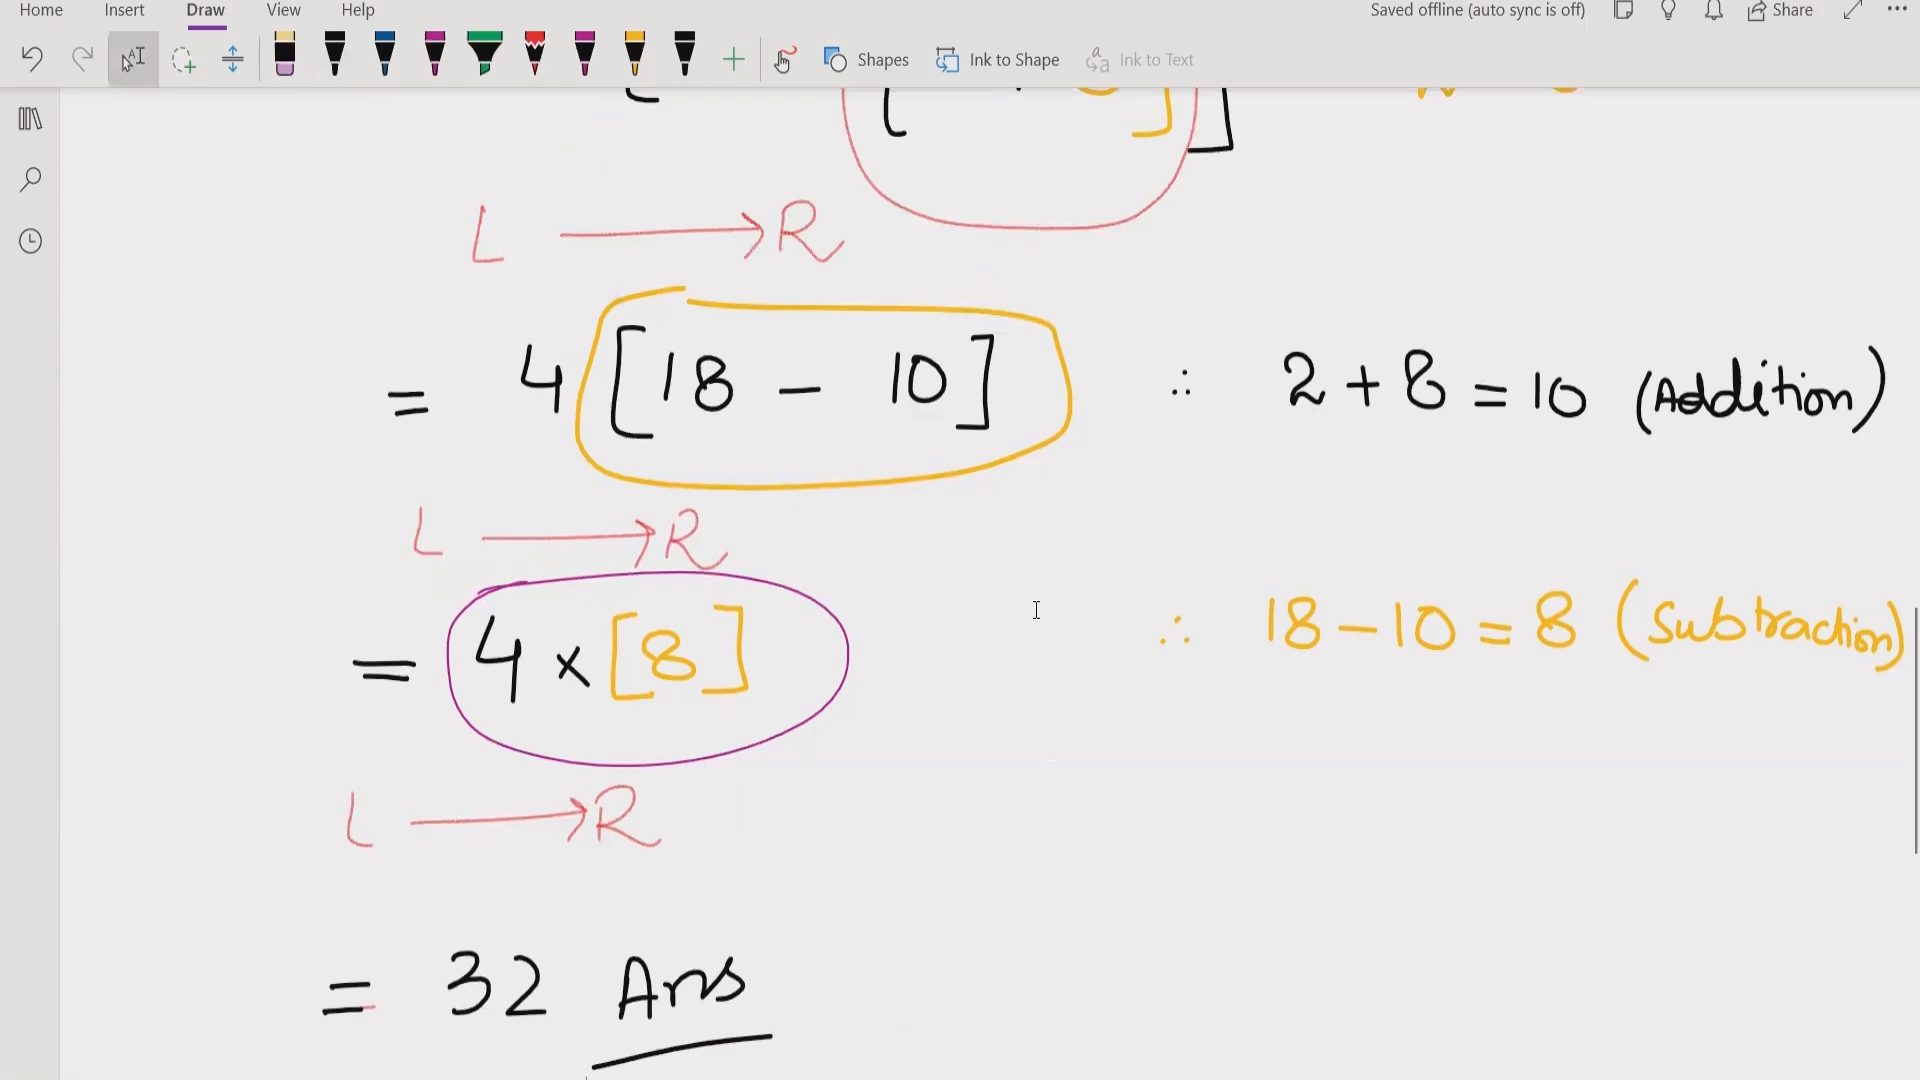 Home Insert Draw View Help Saved offline (auto sync is off) Share
Shapes Ink to Shape Ink to Text
L → R
= 4 [18 – 10] ∴ 2 + 8 = 10 (Addition)
L → R
= 4 × [8] ∴ 18 – 10 = 8 (Subtraction)
L → R
= 32 Ans